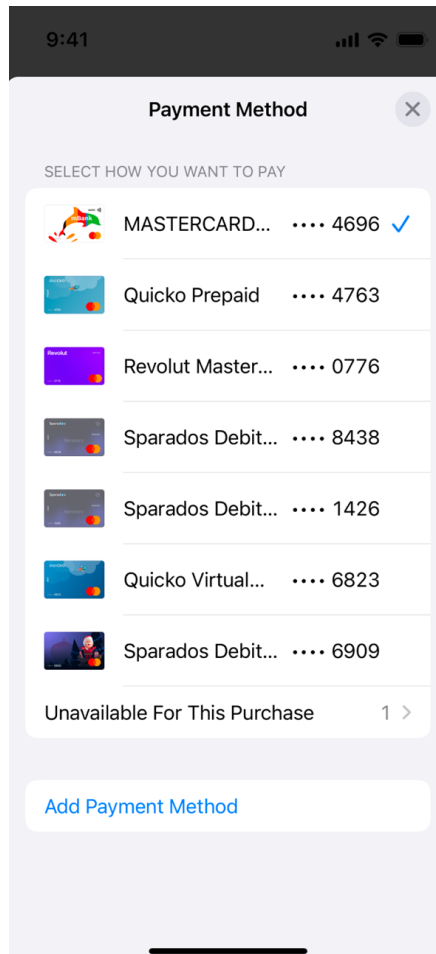 9:41
Payment Method
SELECT HOW YOU WANT TO PAY
mBank
MASTERCARD... •••• 4696
Quicko Prepaid •••• 4763
Revolut
Revolut Master... •••• 0776
Sparados Debit... •••• 8438
Sparados Debit... •••• 1426
Quicko Virtual... •••• 6823
Sparados Debit... •••• 6909
Unavailable For This Purchase 1
Add Payment Method